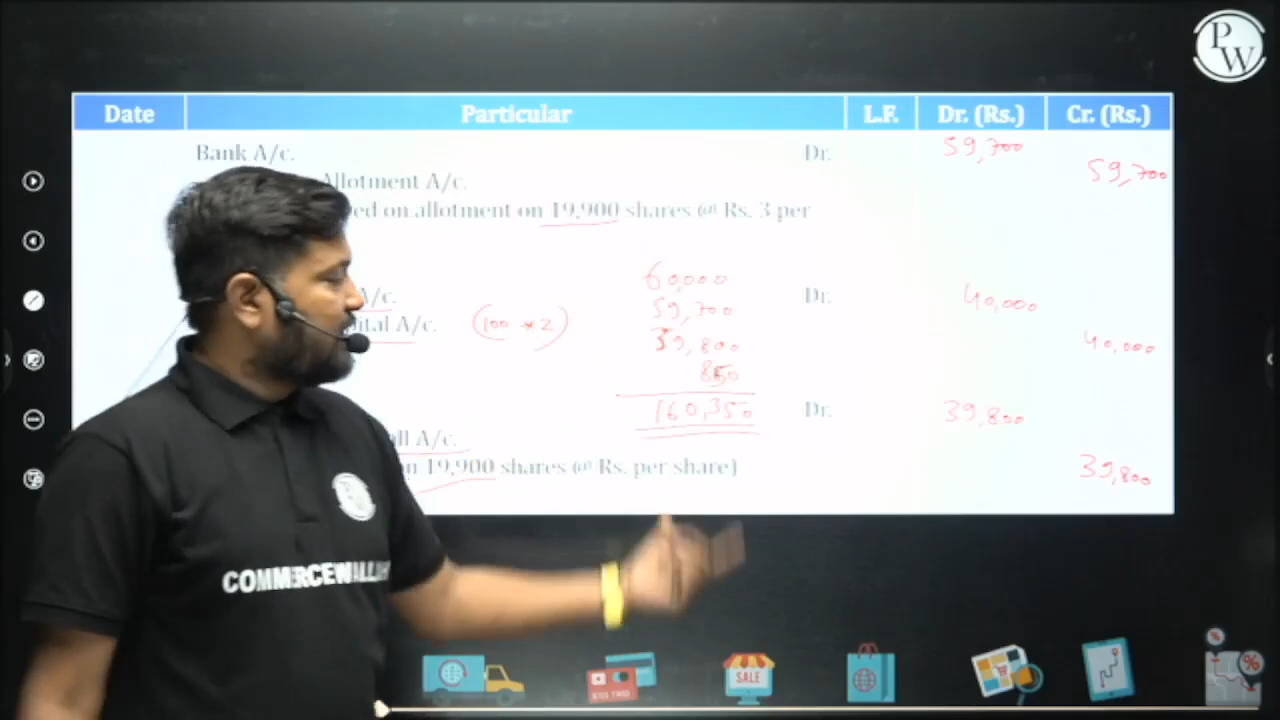 PW
Date Particular L.F. Dr. (Rs.) Cr. (Rs.)
Bank A/c. Dr. 59,700
Allotment A/c. 59,700
on allotment on 19,900 shares @ Rs. 3 per
60,000
A/c. 59,700 Dr. 40,000
A/c. (100 × 2) 39,800 40,000
850
160,350 Dr. 39,800
A/c.
19,900 shares @ Rs. per share) 39,800
COMMERCEWALLAH
SALE